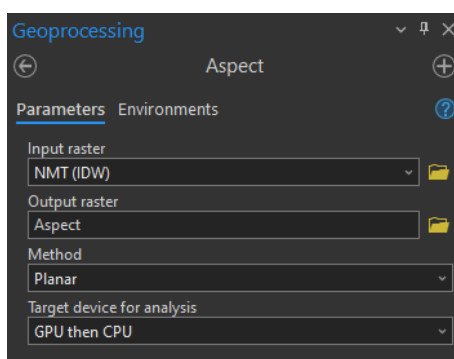 Geoprocessing
Aspect
Parameters Environments
Input raster
NMT (IDW)
Output raster
Aspect
Method
Planar
Target device for analysis
GPU then CPU